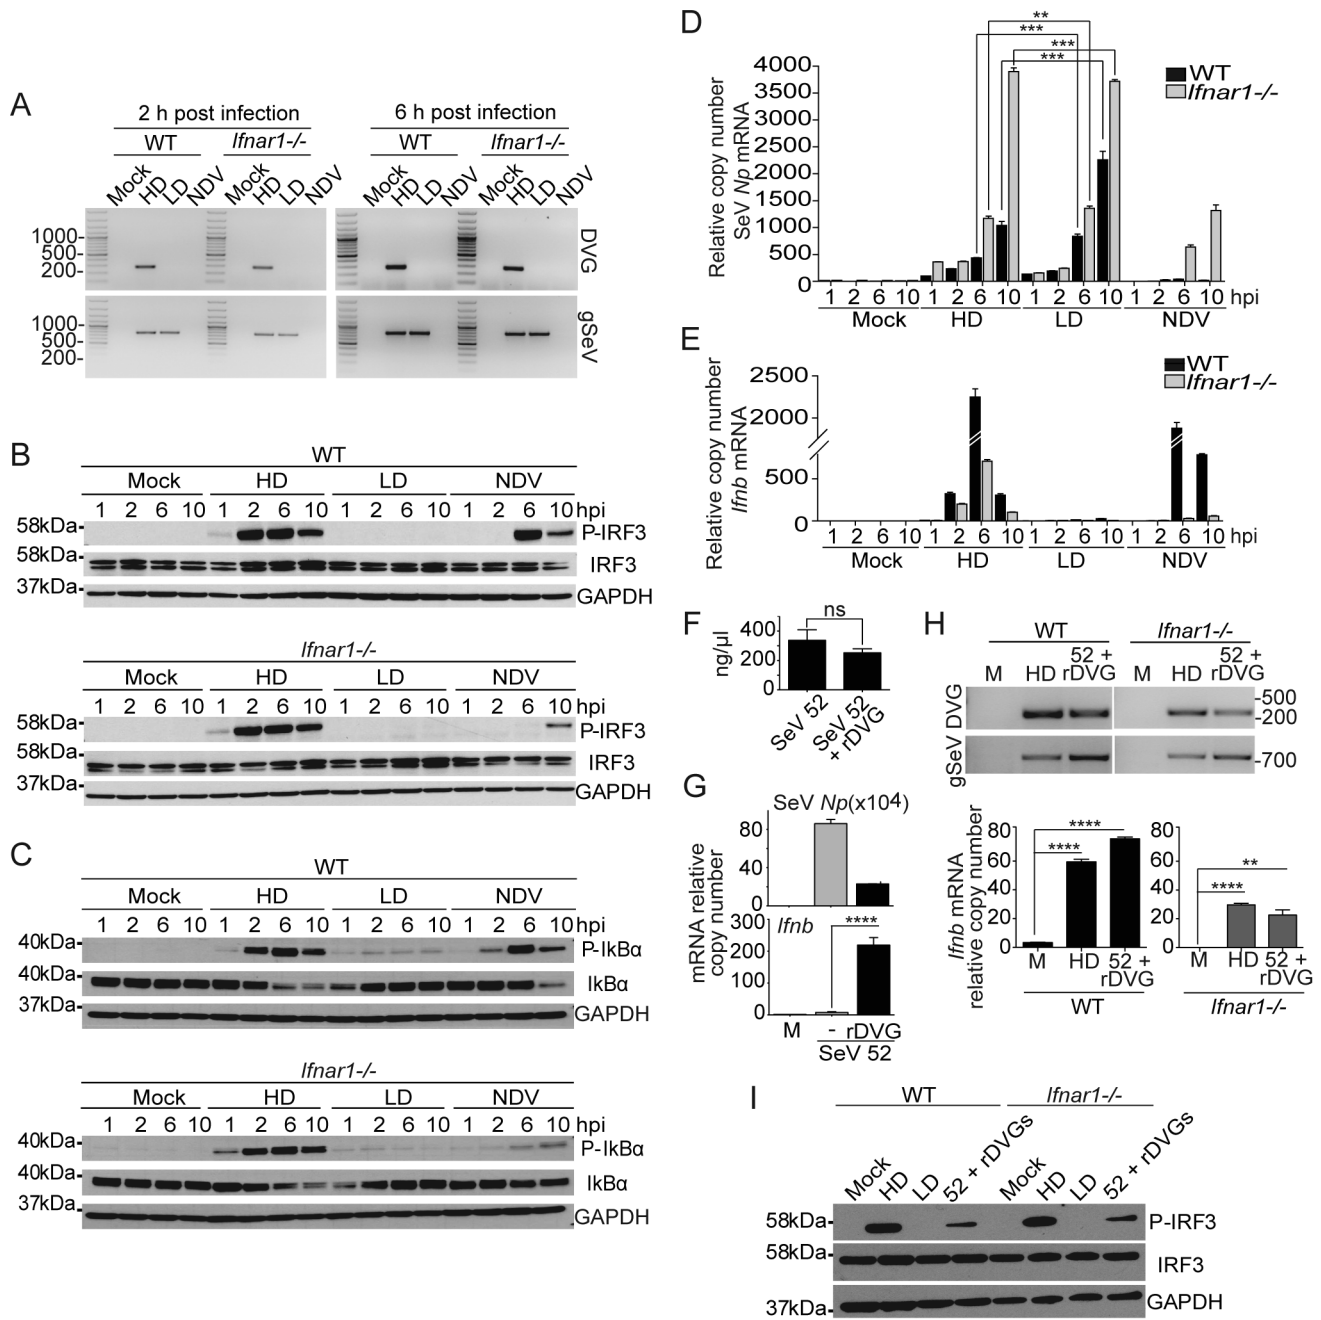 A
2 h post infection
6 h post infection
WT
Ifnar1-/-
WT
Ifnar1-/-
Mock
HD
LD
NDV
Mock
HD
LD
NDV
Mock
HD
LD
NDV
Mock
HD
LD
NDV
1000-
500-
200-
DVG
1000-
500-
200-
gSeV
B
WT
Mock HD LD NDV
1 2 6 10 1 2 6 10 1 2 6 10 1 2 6 10 hpi
58kDa- P-IRF3
58kDa- IRF3
37kDa- GAPDH
Ifnar1-/-
Mock HD LD NDV
1 2 6 10 1 2 6 10 1 2 6 10 1 2 6 10 hpi
58kDa- P-IRF3
58kDa- IRF3
37kDa- GAPDH
C
WT
Mock HD LD NDV
1 2 6 10 1 2 6 10 1 2 6 10 1 2 6 10 hpi
40kDa- P-IkBα
40kDa- IkBα
37kDa- GAPDH
Ifnar1-/-
Mock HD LD NDV
1 2 6 10 1 2 6 10 1 2 6 10 1 2 6 10 hpi
40kDa- P-IkBα
40kDa- IkBα
37kDa- GAPDH
D
Relative copy number
SeV Np mRNA
**
***
***
***
WT
Ifnar1-/-
4000
3500
3000
2500
2000
1500
1000
500
0
1 2 6 10 1 2 6 10 1 2 6 10 1 2 6 10 hpi
Mock HD LD NDV
E
Relative copy number
Ifnb mRNA
WT
Ifnar1-/-
2500
2000
500
0
1 2 6 10 1 2 6 10 1 2 6 10 1 2 6 10 hpi
Mock HD LD NDV
F
ns
ng/µl
400
200
0
SeV 52
SeV 52
+ rDVG
G
SeV Np(x10⁴)
mRNA relative
copy number
80
40
0
300
200
100
0
Ifnb
****
M - rDVG
SeV 52
H
WT Ifnar1-/-
M HD 52 +
rDVG
M HD 52 +
rDVG
DVG
-500
-200
gSeV
-700
Ifnb mRNA
relative copy number
80
60
40
20
0
****
****
M HD 52 +
rDVG
WT
80
60
40
20
0
**
****
M HD 52 +
rDVG
Ifnar1-/-
I
WT Ifnar1-/-
Mock
HD
LD
52 + rDVGs
Mock
HD
LD
52 + rDVGs
58kDa- P-IRF3
58kDa- IRF3
37kDa- GAPDH